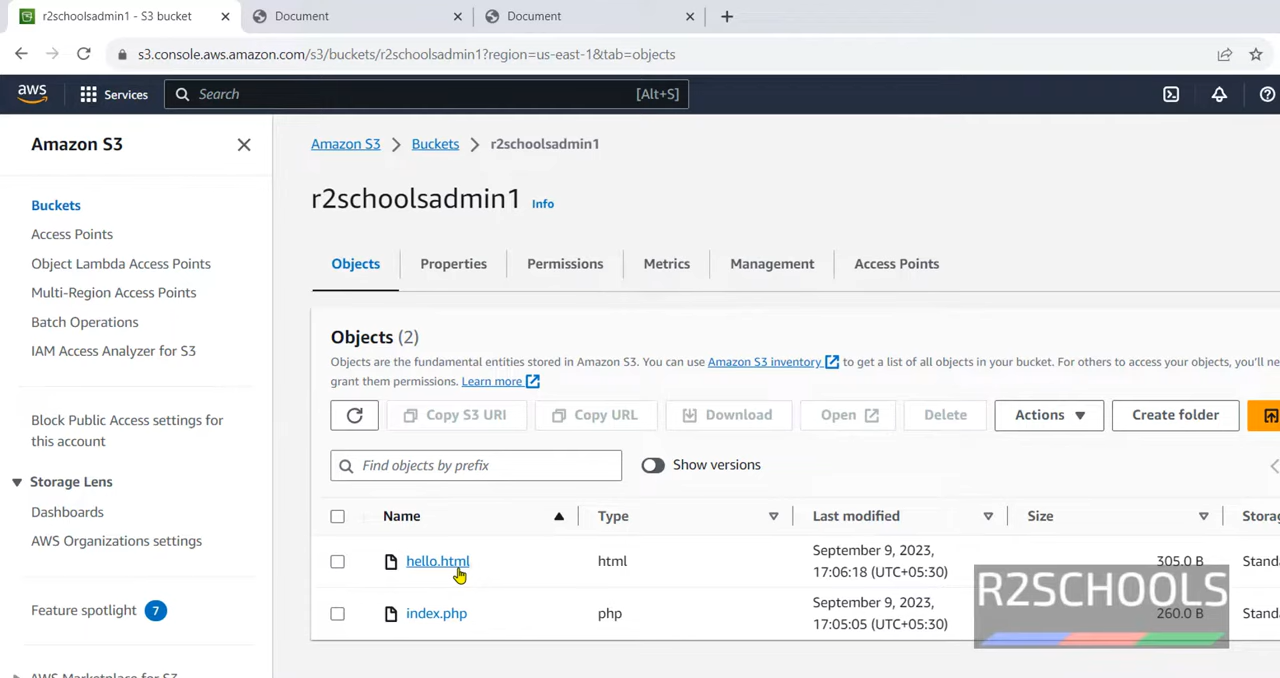 r2schoolsadmin1 - S3 bucket
Document
Document
s3.console.aws.amazon.com/s3/buckets/r2schoolsadmin1?region=us-east-1&tab=objects
aws
Services
Search
[Alt+S]
Amazon S3
Buckets
Access Points
Object Lambda Access Points
Multi-Region Access Points
Batch Operations
IAM Access Analyzer for S3
Block Public Access settings for
this account
Storage Lens
Dashboards
AWS Organizations settings
Feature spotlight 7
AWS Marketplace for S3
Amazon S3 Buckets r2schoolsadmin1
r2schoolsadmin1 Info
Objects Properties Permissions Metrics Management Access Points
Objects (2)
Objects are the fundamental entities stored in Amazon S3. You can use Amazon S3 inventory to get a list of all objects in your bucket. For others to access your objects, you'll ne
grant them permissions. Learn more
Copy S3 URI Copy URL Download Open Delete Actions Create folder
Find objects by prefix Show versions
Name Type Last modified Size Storag
hello.html html September 9, 2023, 17:06:18 (UTC+05:30) 305.0 B Standa
index.php php September 9, 2023, 17:05:05 (UTC+05:30) 260.0 B Standa
R2SCHOOLS